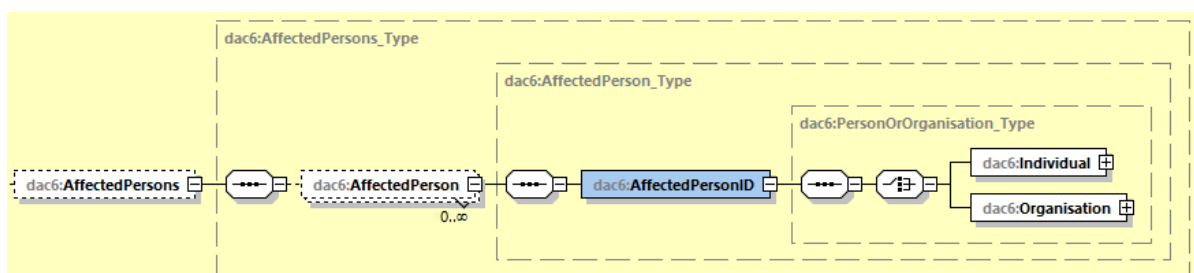 dac6:AffectedPersons_Type
dac6:AffectedPerson_Type
dac6:PersonOrOrganisation_Type
dac6:Individual
dac6:AffectedPersons
dac6:AffectedPerson
dac6:AffectedPersonID
dac6:Organisation
0..∞